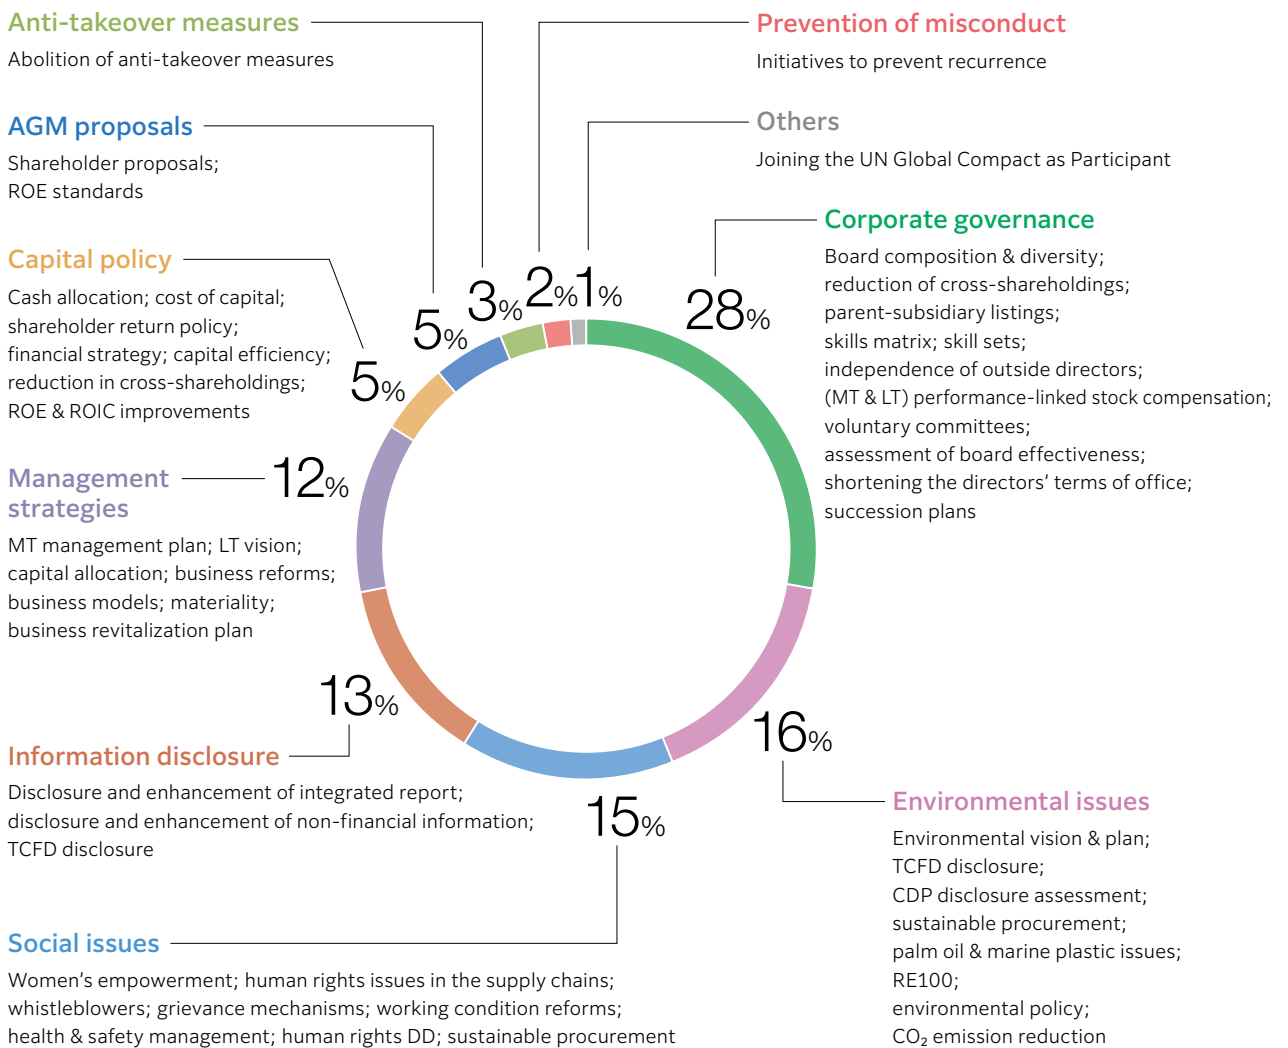 Anti-takeover measures
Abolition of anti-takeover measures
AGM proposals
Shareholder proposals;
ROE standards
Capital policy
Cash allocation; cost of capital;
shareholder return policy;
financial strategy; capital efficiency;
reduction in cross-shareholdings;
ROE & ROIC improvements
Management
strategies
MT management plan; LT vision;
capital allocation; business reforms;
business models; materiality;
business revitalization plan
Information disclosure
Disclosure and enhancement of integrated report;
disclosure and enhancement of non-financial information;
TCFD disclosure
Social issues
Women’s empowerment; human rights issues in the supply chains;
whistleblowers; grievance mechanisms; working condition reforms;
health & safety management; human rights DD; sustainable procurement
3%
5%
5%
12%
13%
15%
2%
1%
28%
16%
Prevention of misconduct
Initiatives to prevent recurrence
Others
Joining the UN Global Compact as Participant
Corporate governance
Board composition & diversity;
reduction of cross-shareholdings;
parent-subsidiary listings;
skills matrix; skill sets;
independence of outside directors;
(MT & LT) performance-linked stock compensation;
voluntary committees;
assessment of board effectiveness;
shortening the directors’ terms of office;
succession plans
Environmental issues
Environmental vision & plan;
TCFD disclosure;
CDP disclosure assessment;
sustainable procurement;
palm oil & marine plastic issues;
RE100;
environmental policy;
CO₂ emission reduction